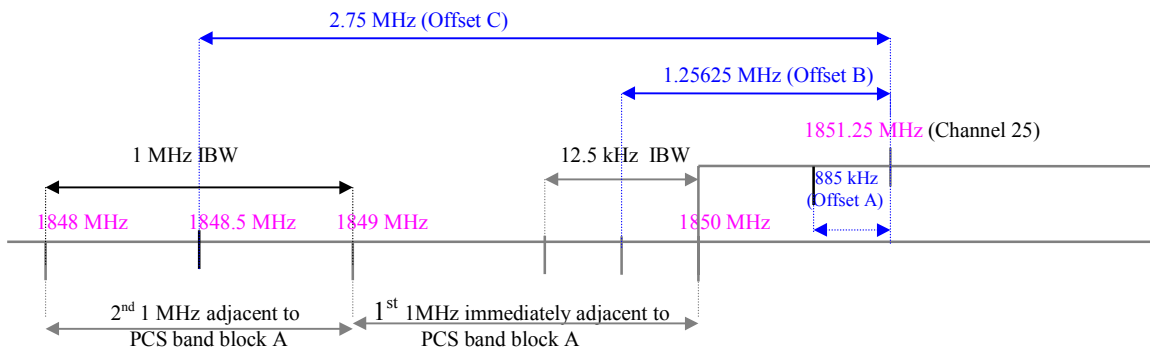 2.75 MHz (Offset C)
1.25625 MHz (Offset B)
1851.25 MHz (Channel 25)
1 MHz IBW
12.5 kHz IBW
885 kHz
(Offset A)
1848 MHz
1848.5 MHz
1849 MHz
1850 MHz
2nd 1 MHz adjacent to
PCS band block A
1st 1MHz immediately adjacent to
PCS band block A